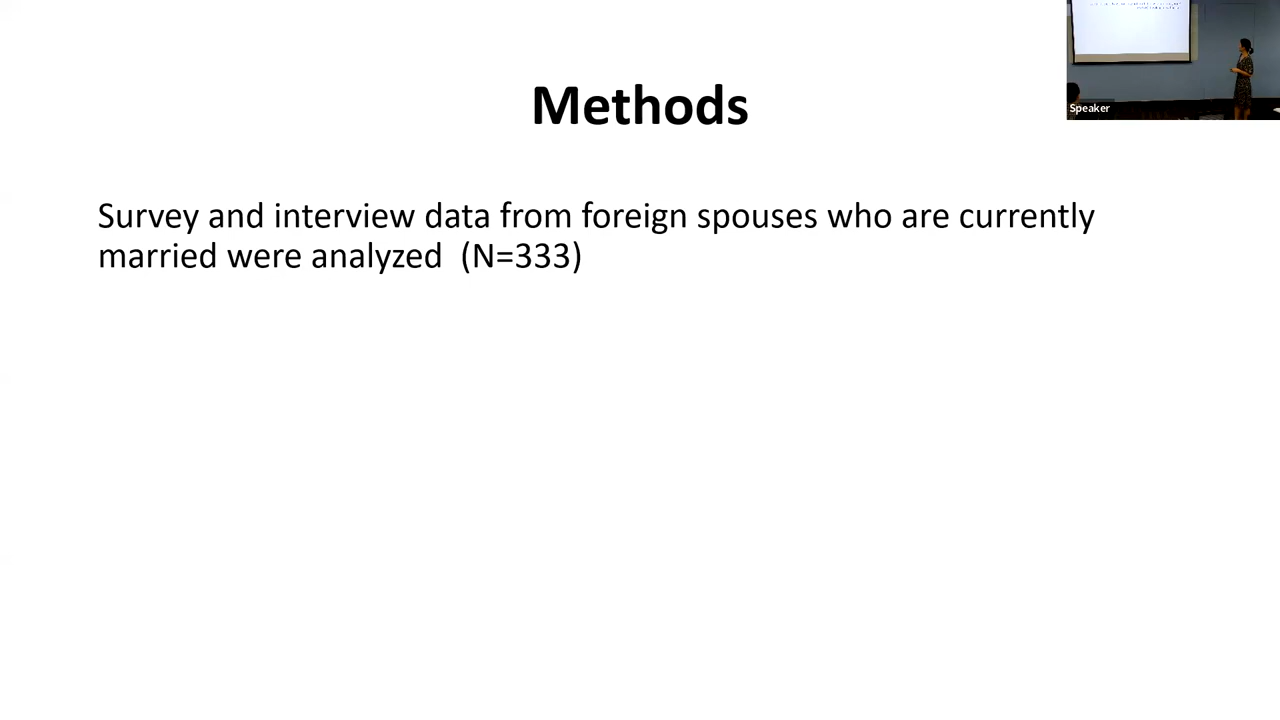 Methods
Speaker
Survey and interview data from foreign spouses who are currently
married were analyzed  (N=333)